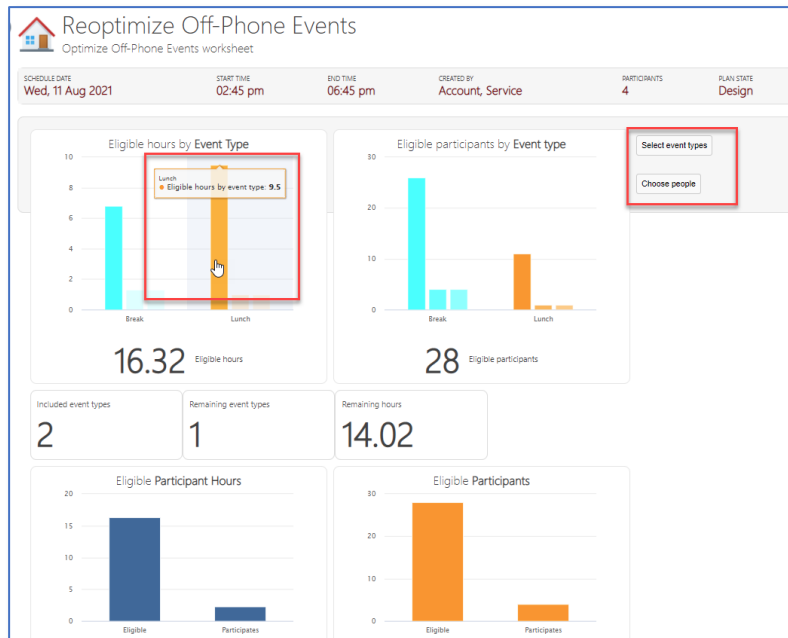 Reoptimize Off-Phone Events
Optimize Off-Phone Events worksheet
SCHEDULE DATE START TIME END TIME CREATED BY PARTICIPANTS PLAN STATE
Wed, 11 Aug 2021 02:45 pm 06:45 pm Account, Service 4 Design
Eligible hours by Event Type
10
8
6
4
2
0
Lunch
Eligible hours by event type: 9.5
Break Lunch
16.32 Eligible hours
Eligible participants by Event type
30
20
10
0
Break Lunch
28 Eligible participants
Select event types
Choose people
Included event types
2
Remaining event types
1
Remaining hours
14.02
Eligible Participant Hours
20
15
10
5
0
Eligible Participates
Eligible Participants
30
20
10
0
Eligible Participates